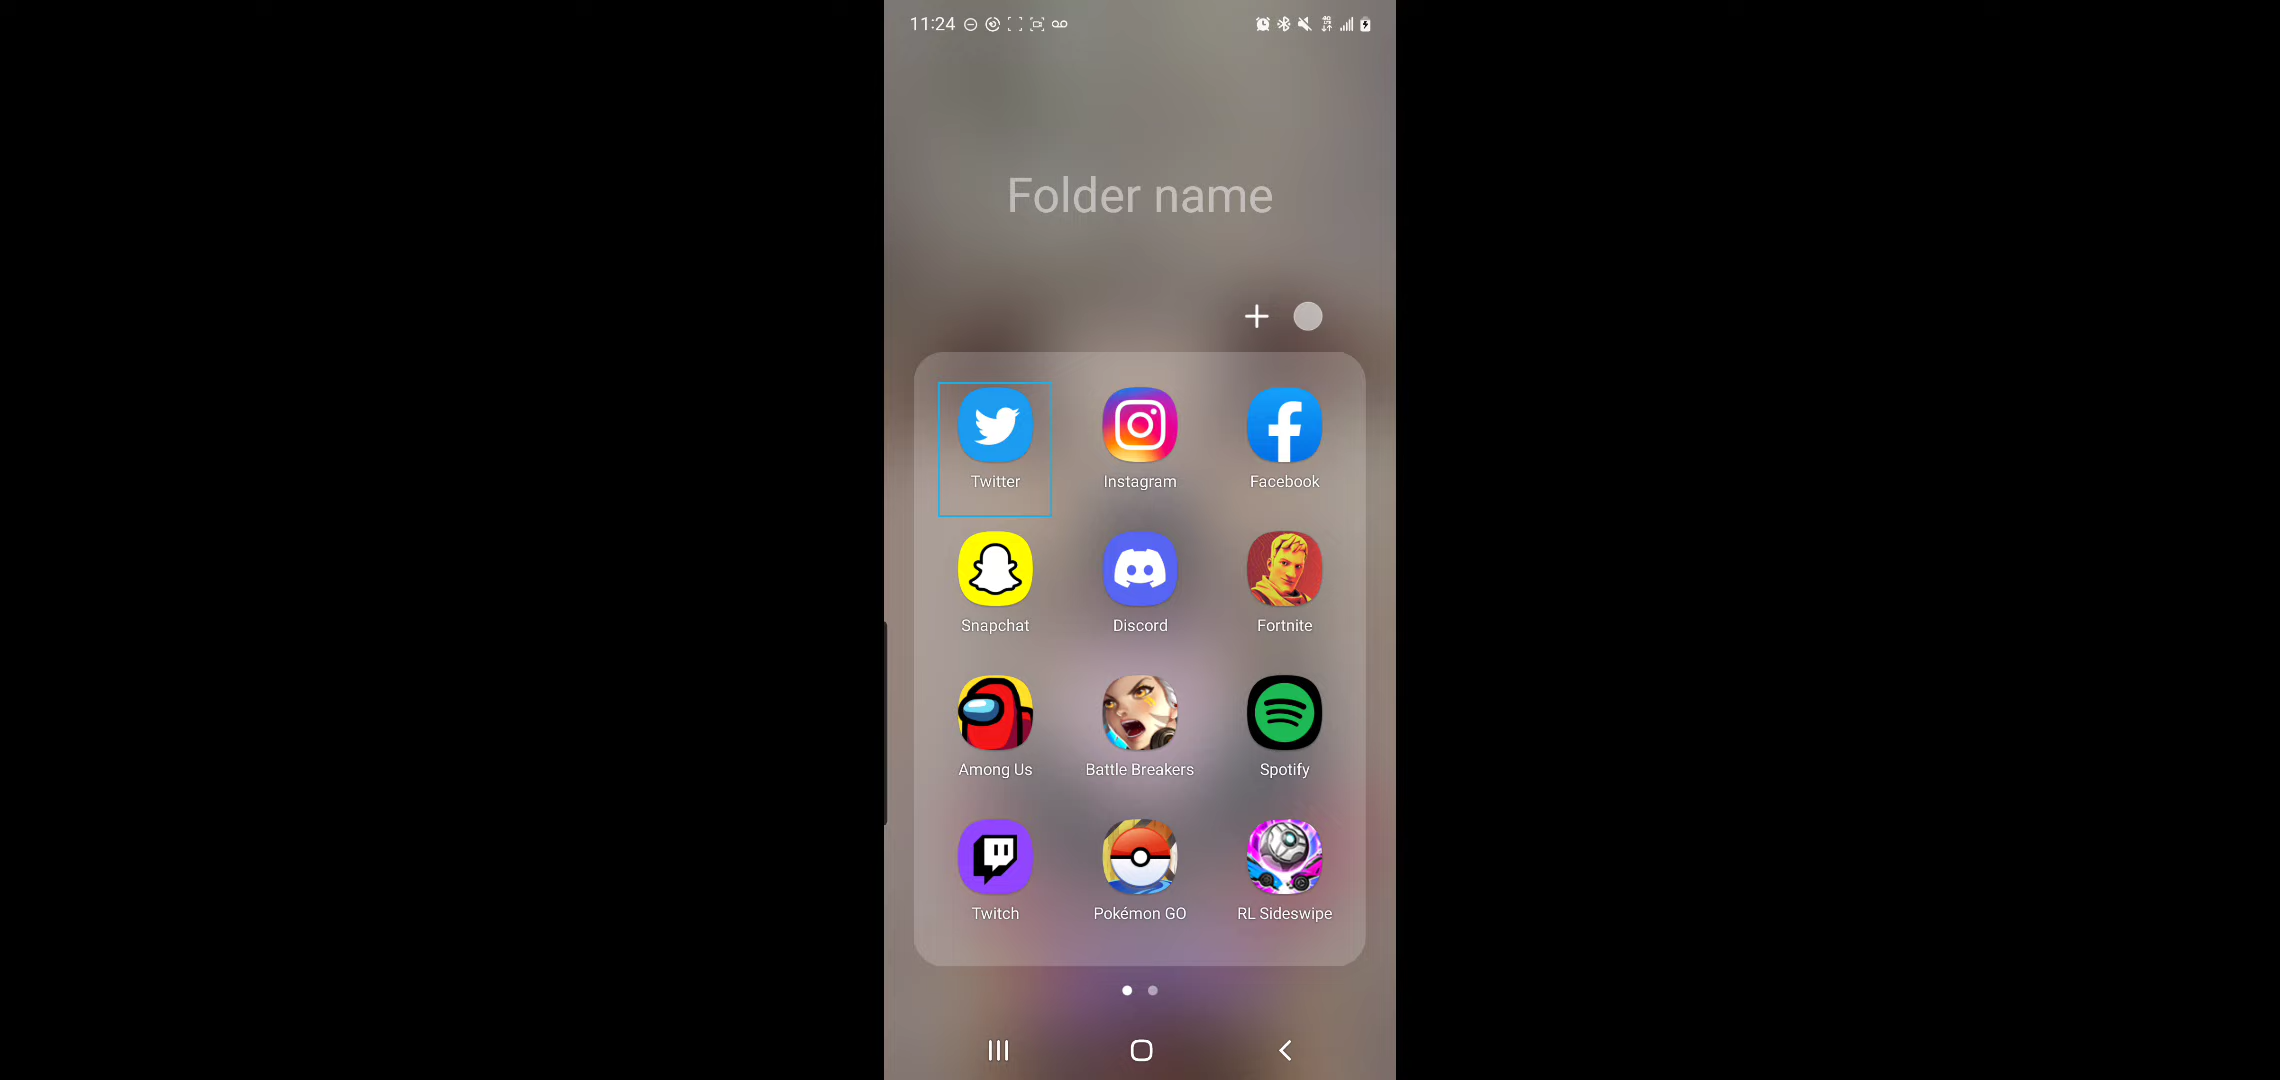 11:24
Folder name
Twitter Instagram Facebook
Snapchat Discord Fortnite
Among Us Battle Breakers Spotify
Twitch Pokémon GO RL Sideswipe